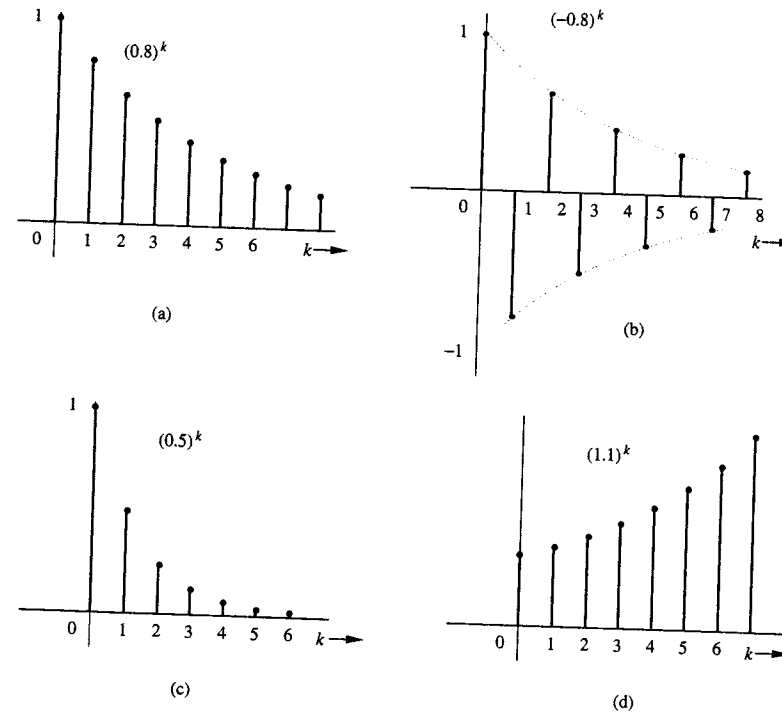 1
(0.8)^k
0 1 2 3 4 5 6
k
(a)
(−0.8)^k
1
0 1 2 3 4 5 6 7 8
k
−1
(b)
1
(0.5)^k
0 1 2 3 4 5 6
k
(c)
(1.1)^k
0 1 2 3 4 5 6
k
(d)